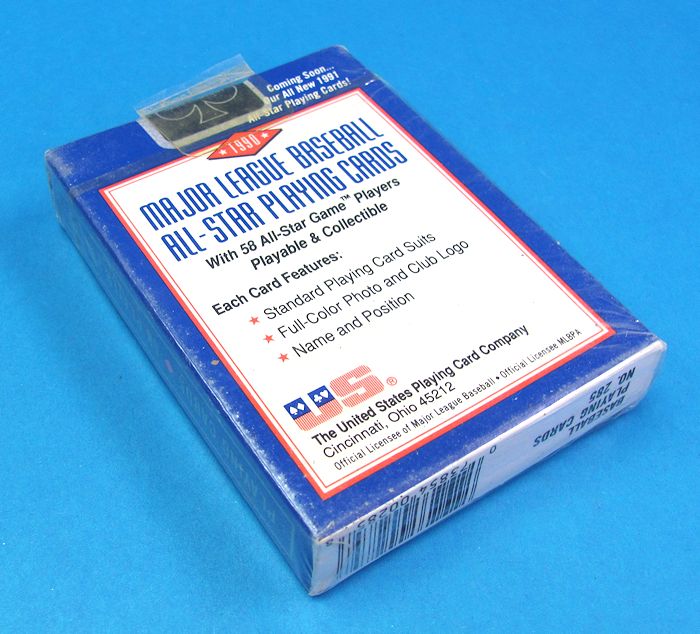 Coming Soon...
Our All New 1991
All-Star Playing Cards!
1990
MAJOR LEAGUE BASEBALL
ALL-STAR PLAYING CARDS
With 58 All-Star Game™ Players
Playable & Collectible
Each Card Features:
★ Standard Playing Card Suits
★ Full-Color Photo and Club Logo
★ Name and Position
US®
The United States Playing Card Company
Cincinnati, Ohio 45212
Official Licensee of Major League Baseball • Official Licensee MLBPA
BASEBALL
PLAYING CARDS
NO. 285
0